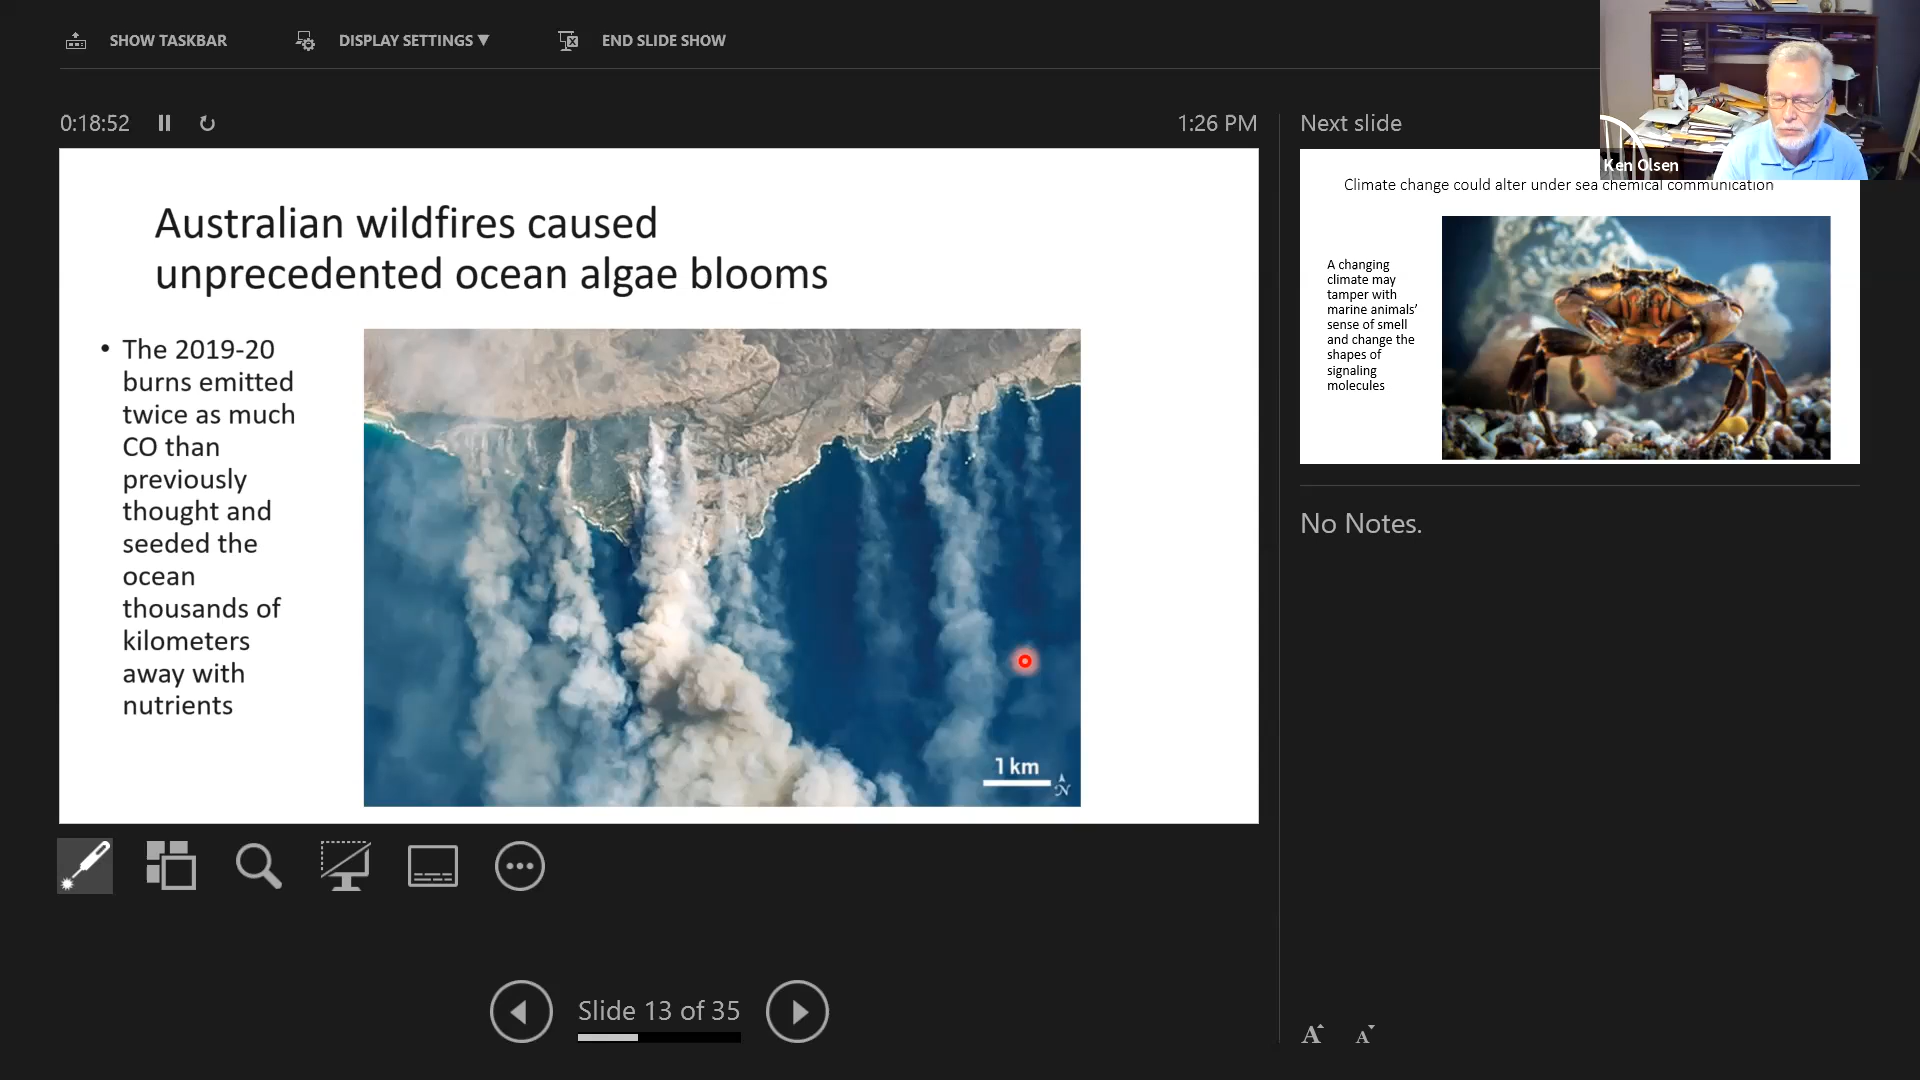 SHOW TASKBAR
DISPLAY SETTINGS ▼
END SLIDE SHOW
0:18:52
1:26 PM
Australian wildfires caused
unprecedented ocean algae blooms
• The 2019-20
burns emitted
twice as much
CO than
previously
thought and
seeded the
ocean
thousands of
kilometers
away with
nutrients
1 km
N
Slide 13 of 35
Next slide
Ken Olsen
Climate change could alter under sea chemical communication
A changing
climate may
tamper with
marine animals’
sense of smell
and change the
shapes of
signaling
molecules
No Notes.
A A